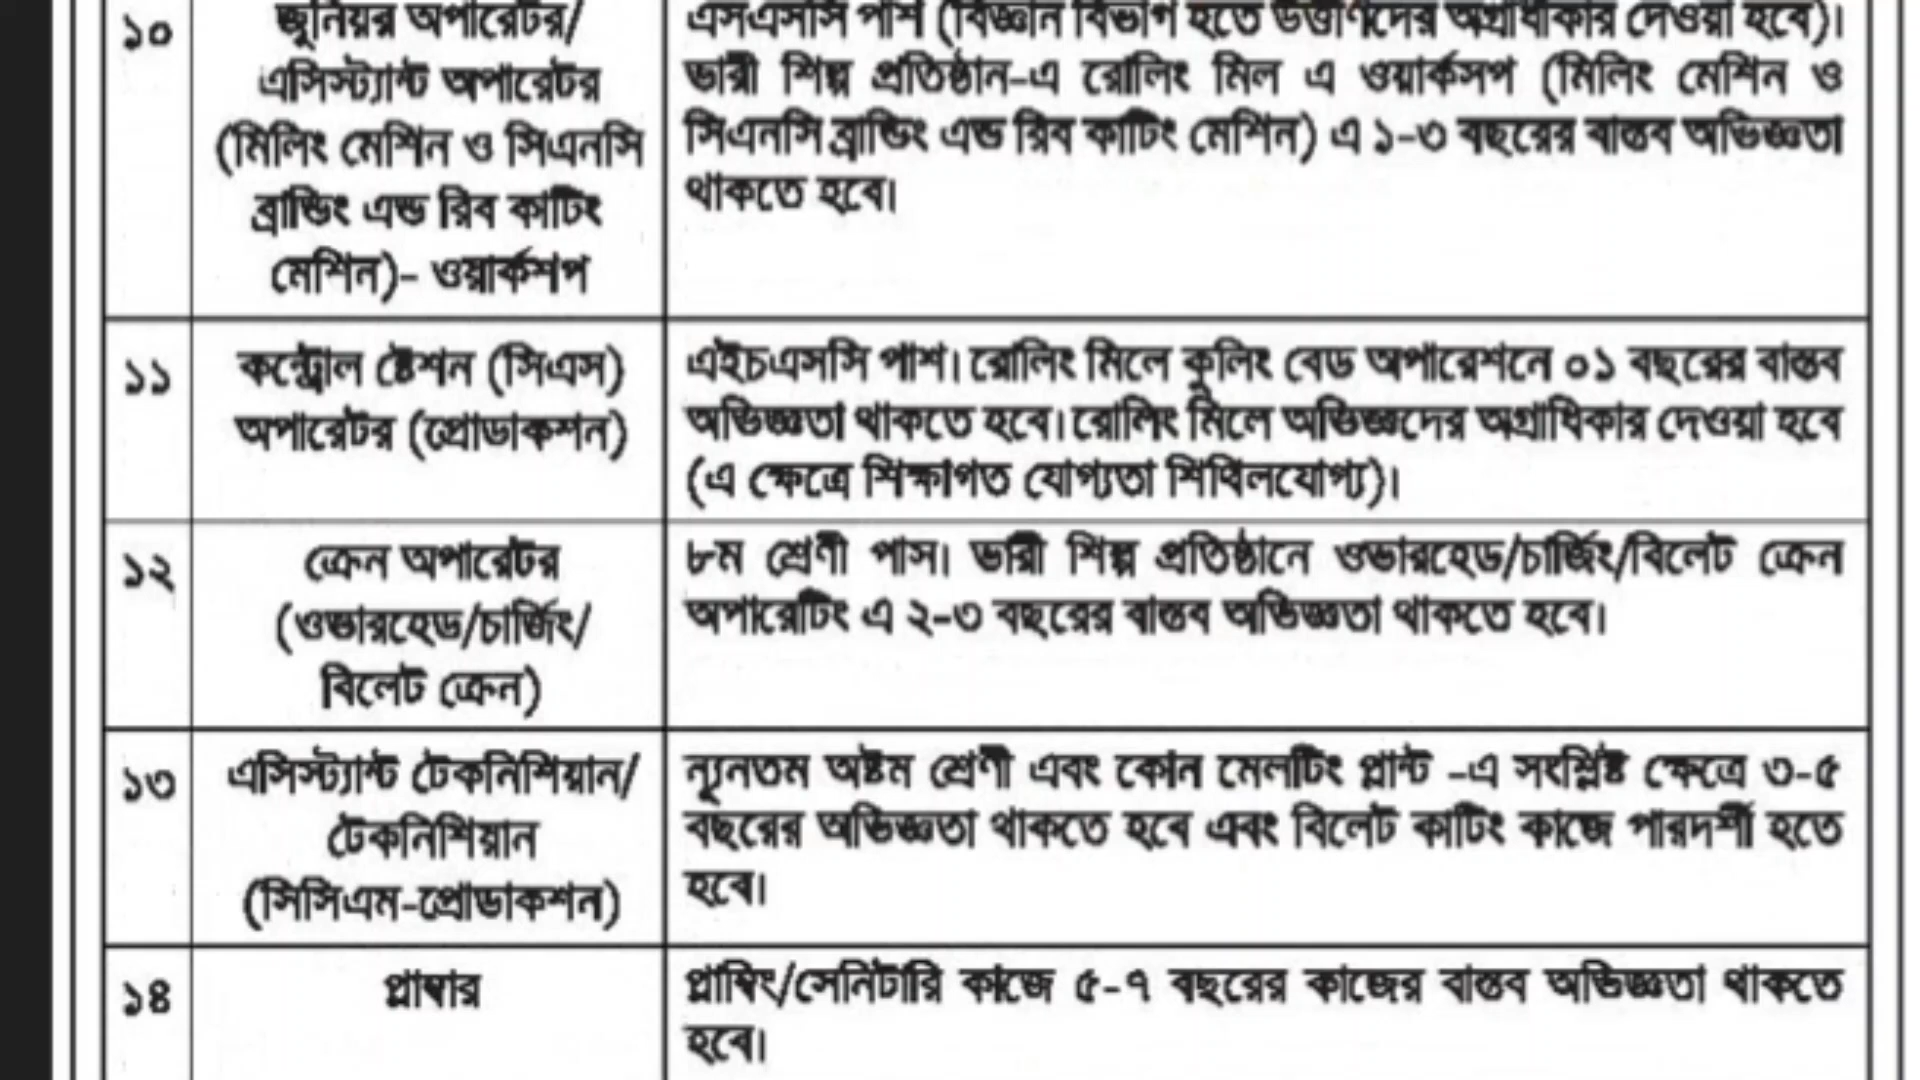 ১০
জুনিয়র অপারেটর/
এসিস্ট্যান্ট অপারেটর
(মিলিং মেশিন ও সিএনসি
ব্রান্ডিং এন্ড রিব কাটিং
মেশিন)- ওয়ার্কশপ
এসএসসি পাশ (বিজ্ঞান বিভাগ হতে উত্তীর্ণদের অগ্রাধিকার দেওয়া হবে)।
ভারী শিল্প প্রতিষ্ঠান-এ রোলিং মিল এ ওয়ার্কসপ (মিলিং মেশিন ও
সিএনসি ব্রান্ডিং এন্ড রিব কাটিং মেশিন) এ ১-৩ বছরের বাস্তব অভিজ্ঞতা
থাকতে হবে।
১১
কন্ট্রোল ষ্টেশন (সিএস)
অপারেটর (প্রোডাকশন)
এইচএসসি পাশ। রোলিং মিলে কুলিং বেড অপারেশনে ০১ বছরের বাস্তব
অভিজ্ঞতা থাকতে হবে। রোলিং মিলে অভিজ্ঞদের অগ্রাধিকার দেওয়া হবে
(এ ক্ষেত্রে শিক্ষাগত যোগ্যতা শিথিলযোগ্য)।
১২
ক্রেন অপারেটর
(ওভারহেড/চার্জিং/
বিলেট ক্রেন)
৮ম শ্রেণী পাস। ভারী শিল্প প্রতিষ্ঠানে ওভারহেড/চার্জিং/বিলেট ক্রেন
অপারেটিং এ ২-৩ বছরের বাস্তব অভিজ্ঞতা থাকতে হবে।
১৩
এসিস্ট্যান্ট টেকনিশিয়ান/
টেকনিশিয়ান
(সিসিএম-প্রোডাকশন)
ন্যূনতম অষ্টম শ্রেণী এবং কোন মেলটিং প্লান্ট -এ সংশ্লিষ্ট ক্ষেত্রে ৩-৫
বছরের অভিজ্ঞতা থাকতে হবে এবং বিলেট কাটিং কাজে পারদর্শী হতে
হবে।
১৪
প্লাম্বার
প্লাম্বিং/সেনিটারি কাজে ৫-৭ বছরের কাজের বাস্তব অভিজ্ঞতা থাকতে
হবে।